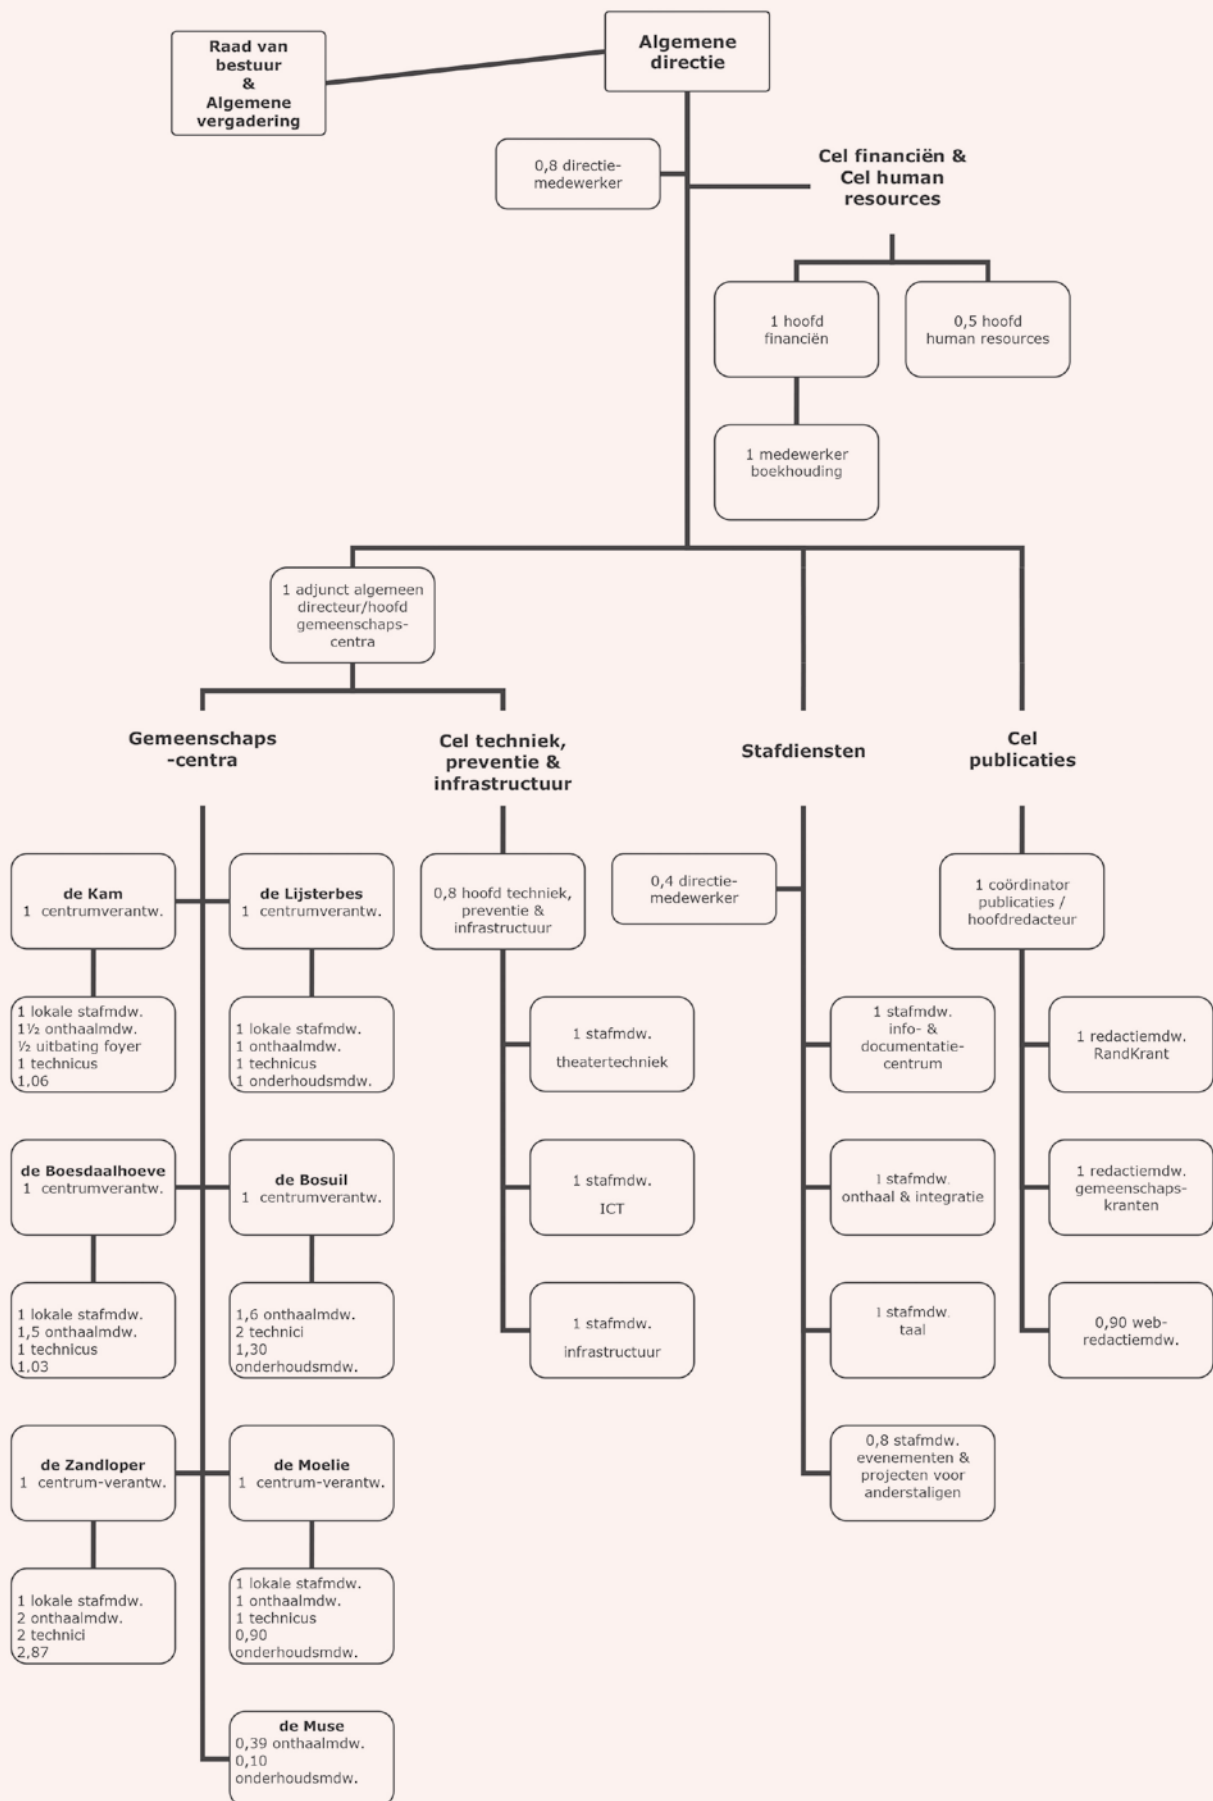 Raad van
bestuur
&
Algemene
vergadering
Algemene
directie
0,8 directie-
medewerker
Cel financiën &
Cel human
resources
1 hoofd
financiën
0,5 hoofd
human resources
1 medewerker
boekhouding
1 adjunct algemeen
directeur/hoofd
gemeenschaps-
centra
Gemeenschaps
-centra
Cel techniek,
preventie &
infrastructuur
Stafdiensten
Cel
publicaties
de Kam
1 centrumverantw.
de Lijsterbes
1 centrumverantw.
0,8 hoofd techniek,
preventie &
infrastructuur
0,4 directie-
medewerker
1 coördinator
publicaties /
hoofdredacteur
1 lokale stafmdw.
1½ onthaalmdw.
½ uitbating foyer
1 technicus
1,06
1 lokale stafmdw.
1 onthaalmdw.
1 technicus
1 onderhoudsmdw.
1 stafmdw.
theatertechniek
1 stafmdw.
info- &
documentatie-
centrum
1 redactiemdw.
RandKrant
de Boesdaalhoeve
1 centrumverantw.
de Bosuil
1 centrumverantw.
1 stafmdw.
ICT
1 stafmdw.
onthaal & integratie
1 redactiemdw.
gemeenschaps-
kranten
1 lokale stafmdw.
1,5 onthaalmdw.
1 technicus
1,03
1,6 onthaalmdw.
2 technici
1,30
onderhoudsmdw.
1 stafmdw.
infrastructuur
1 stafmdw.
taal
0,90 web-
redactiemdw.
de Zandloper
1 centrum-verantw.
de Moelie
1 centrum-verantw.
0,8 stafmdw.
evenementen &
projecten voor
anderstaligen
1 lokale stafmdw.
2 onthaalmdw.
2 technici
2,87
1 lokale stafmdw.
1 onthaalmdw.
1 technicus
0,90
onderhoudsmdw.
de Muse
0,39 onthaalmdw.
0,10
onderhoudsmdw.